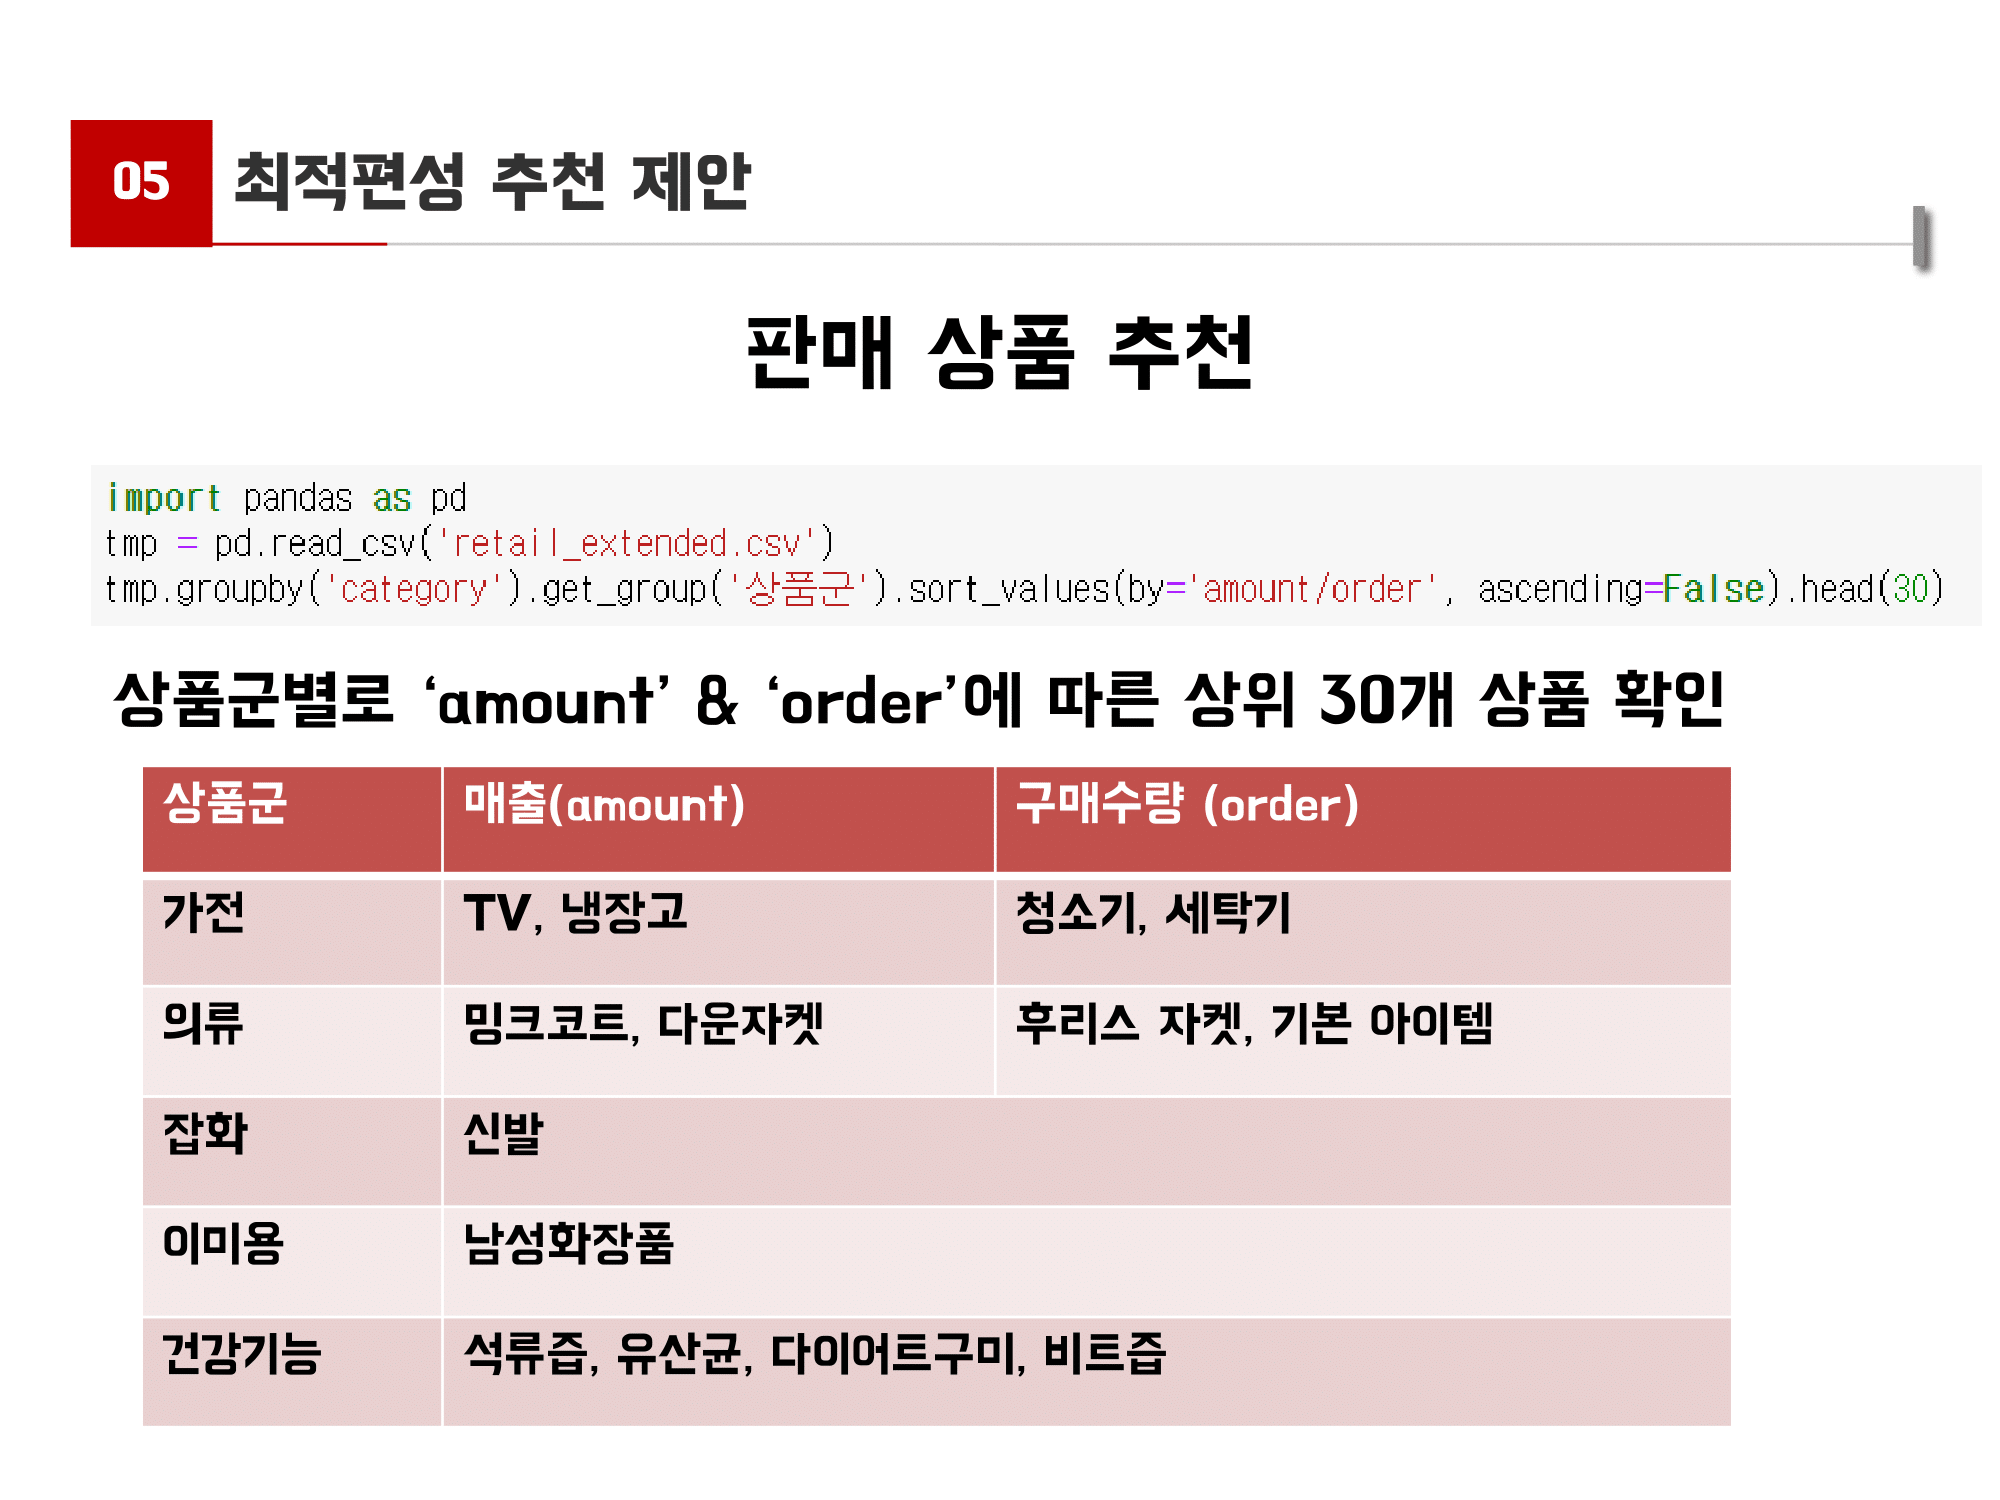 05
최적편성 추천 제안
판매 상품 추천
import pandas as pd
tmp = pd.read_csv('retail_extended.csv')
tmp.groupby('category').get_group('상품군').sort_values(by='amount/order', ascending=False).head(30)
상품군별로 ‘amount’ & ‘order’에 따른 상위 30개 상품 확인
상품군 매출(amount) 구매수량 (order)
가전 TV, 냉장고 청소기, 세탁기
의류 밍크코트, 다운자켓 후리스 자켓, 기본 아이템
잡화 신발
이미용 남성화장품
건강기능 석류즙, 유산균, 다이어트구미, 비트즙